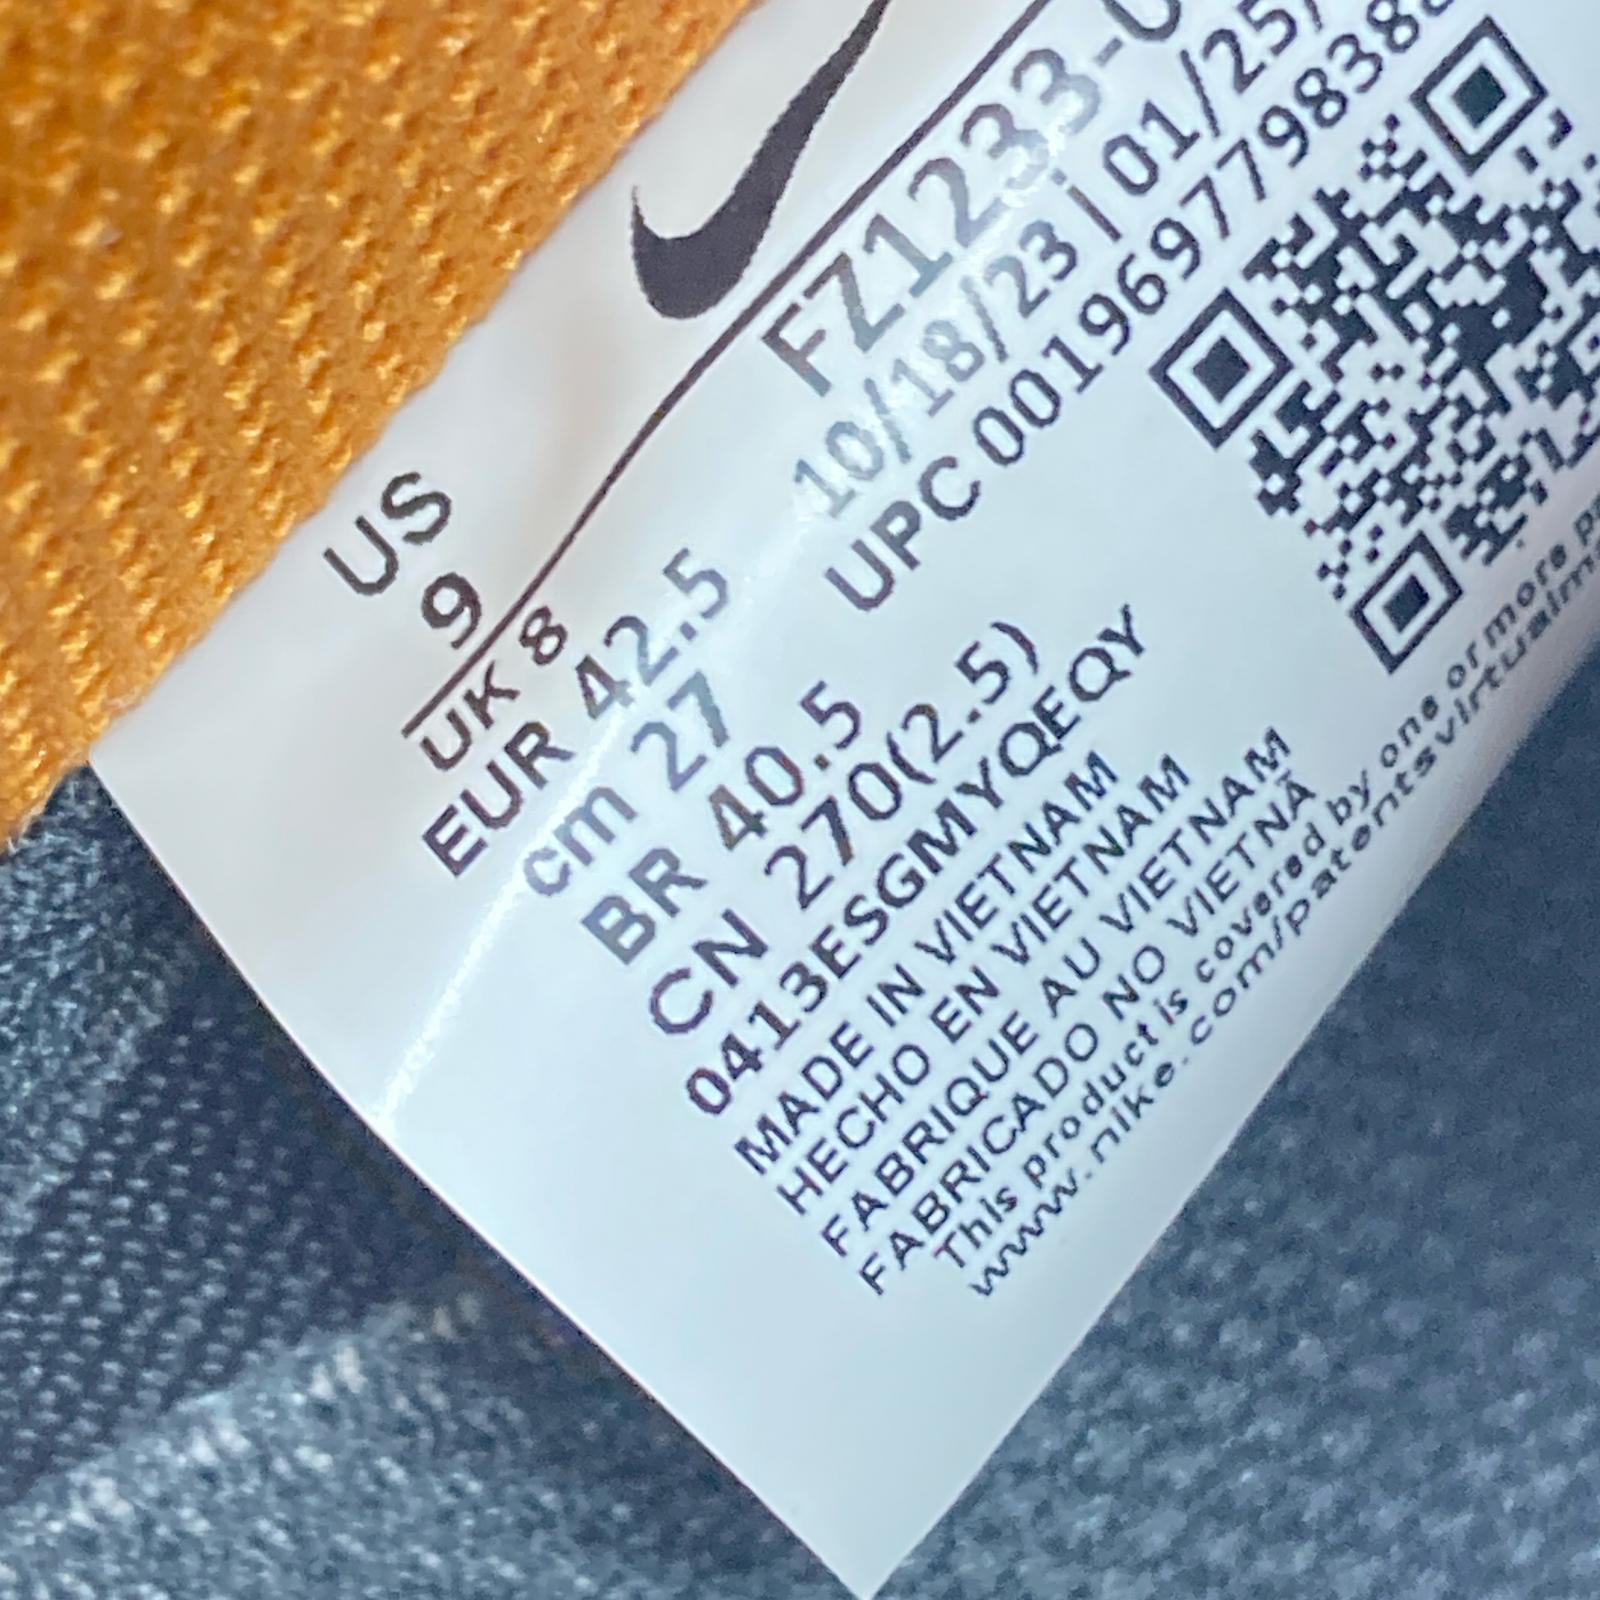 US
9
UK 8
EUR 42.5
cm 27
BR 40.5
CN 270(2.5)
FZ1233-
10/18/23 | 01/25/
UPC 00196977983
0413ESGMYQEQY
MADE IN VIETNAM
HECHO EN VIETNAM
FABRIQUE AU VIETNAM
FABRICADO NO VIETNÃ
This product is covered by one or more
www.nike.com/patentsvirtualm